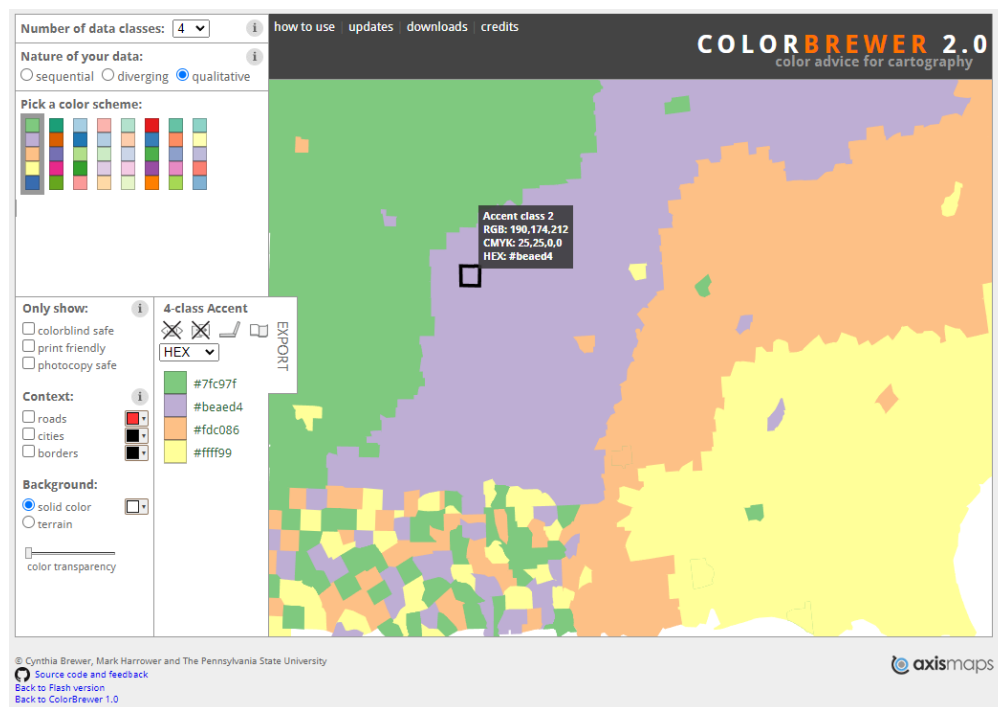 Number of data classes: 4 i
how to use | updates | downloads | credits
COLORBREWER 2.0
color advice for cartography
Nature of your data: i
sequential diverging qualitative
Pick a color scheme:
Accent class 2
RGB: 190,174,212
CMYK: 25,25,0,0
HEX: #beaed4
Only show: i
colorblind safe
print friendly
photocopy safe
Context: i
roads
cities
borders
Background:
solid color
terrain
color transparency
4-class Accent
HEX
EXPORT
#7fc97f
#beaed4
#fdc086
#ffff99
© Cynthia Brewer, Mark Harrower and The Pennsylvania State University
Source code and feedback
Back to Flash version
Back to ColorBrewer 1.0
axismaps